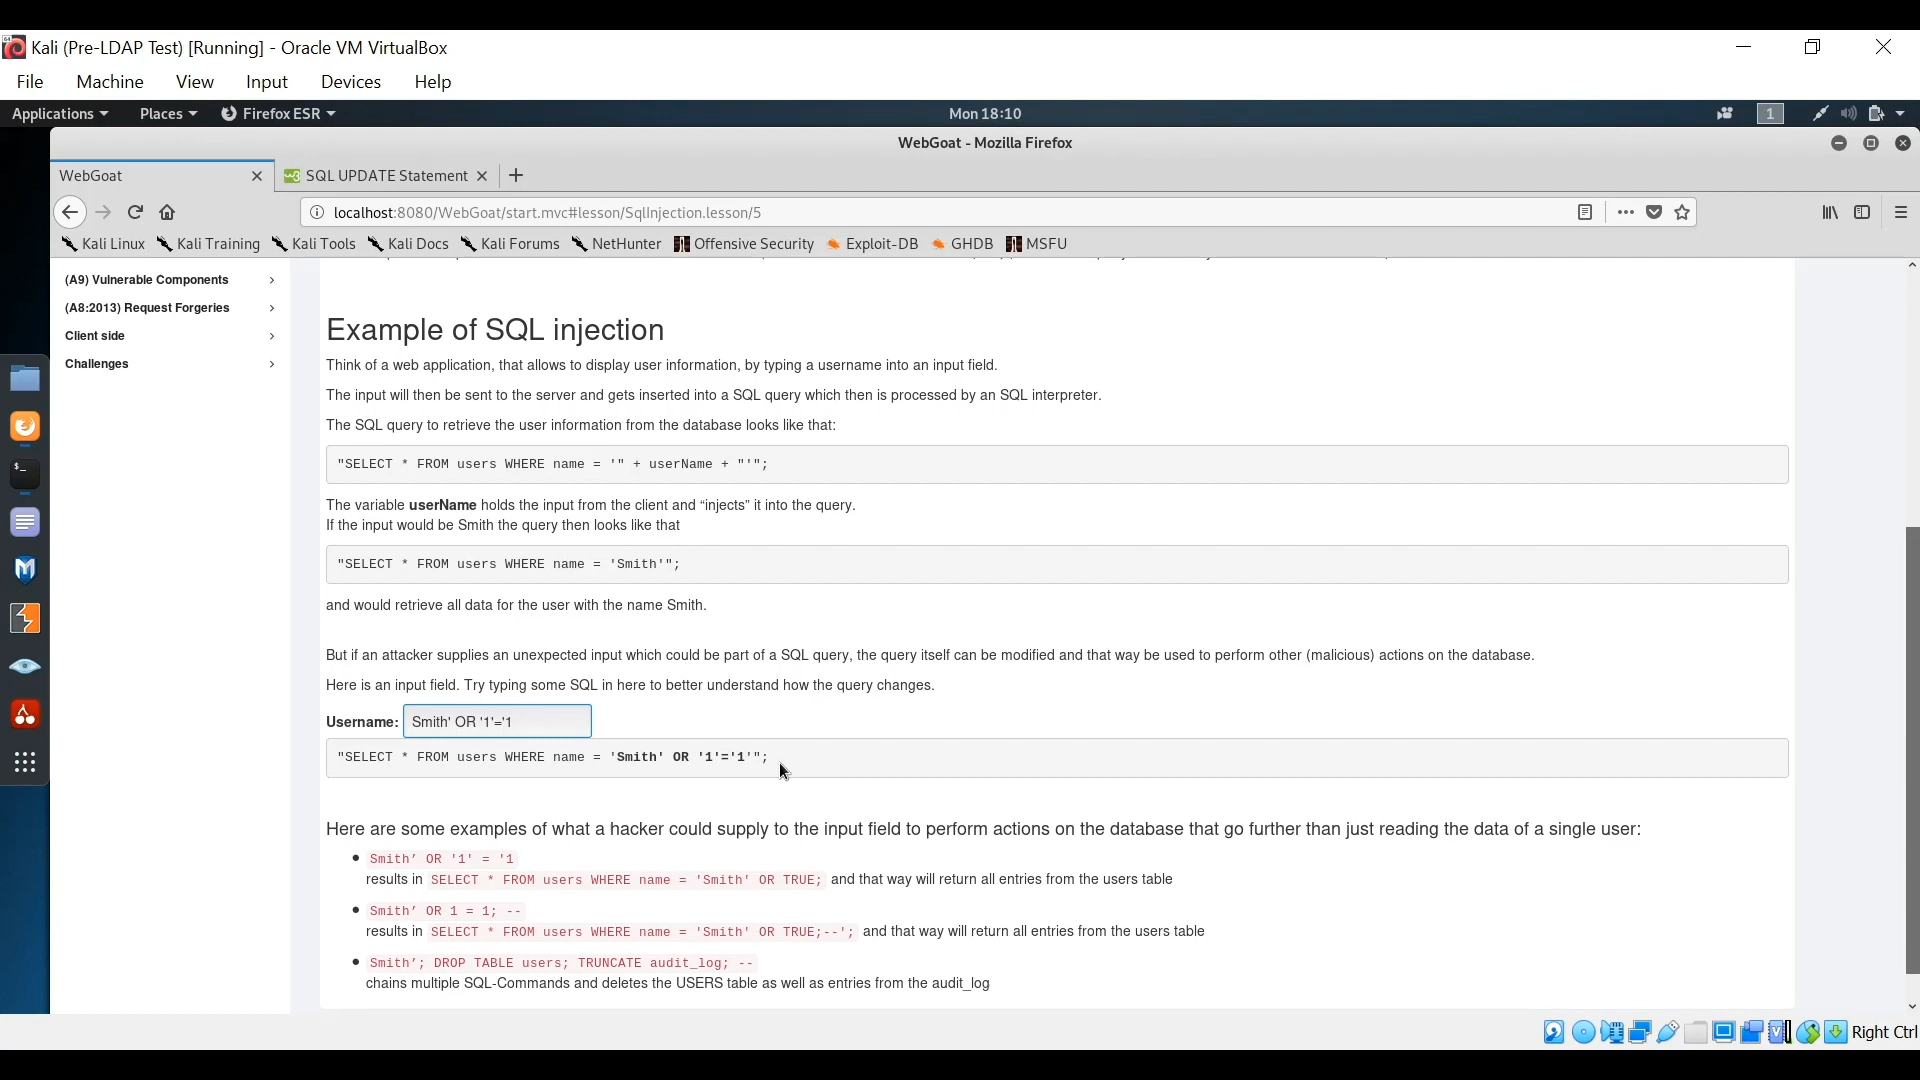 Kali (Pre-LDAP Test) [Running] - Oracle VM VirtualBox
File Machine View Input Devices Help
Applications Places Firefox ESR Mon 18:10 1
WebGoat - Mozilla Firefox
WebGoat SQL UPDATE Statement
localhost:8080/WebGoat/start.mvc#lesson/SqlInjection.lesson/5
Kali Linux Kali Training Kali Tools Kali Docs Kali Forums NetHunter Offensive Security Exploit-DB GHDB MSFU
(A9) Vulnerable Components
(A8:2013) Request Forgeries
Client side
Challenges
Example of SQL injection
Think of a web application, that allows to display user information, by typing a username into an input field.
The input will then be sent to the server and gets inserted into a SQL query which then is processed by an SQL interpreter.
The SQL query to retrieve the user information from the database looks like that:
"SELECT * FROM users WHERE name = '" + userName + "'";
The variable userName holds the input from the client and “injects” it into the query.
If the input would be Smith the query then looks like that
"SELECT * FROM users WHERE name = 'Smith'";
and would retrieve all data for the user with the name Smith.
But if an attacker supplies an unexpected input which could be part of a SQL query, the query itself can be modified and that way be used to perform other (malicious) actions on the database.
Here is an input field. Try typing some SQL in here to better understand how the query changes.
Username: Smith' OR '1'='1
"SELECT * FROM users WHERE name = 'Smith' OR '1'='1'";
Here are some examples of what a hacker could supply to the input field to perform actions on the database that go further than just reading the data of a single user:
Smith’ OR '1' = '1
results in SELECT * FROM users WHERE name = 'Smith' OR TRUE; and that way will return all entries from the users table
Smith’ OR 1 = 1; --
results in SELECT * FROM users WHERE name = 'Smith' OR TRUE;--'; and that way will return all entries from the users table
Smith’; DROP TABLE users; TRUNCATE audit_log; --
chains multiple SQL-Commands and deletes the USERS table as well as entries from the audit_log
Right Ctrl